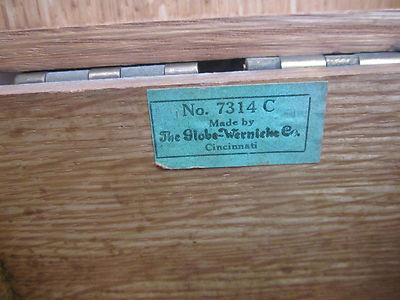 No. 7314 C
Made by
The Globe-Wernicke Co.
Cincinnati